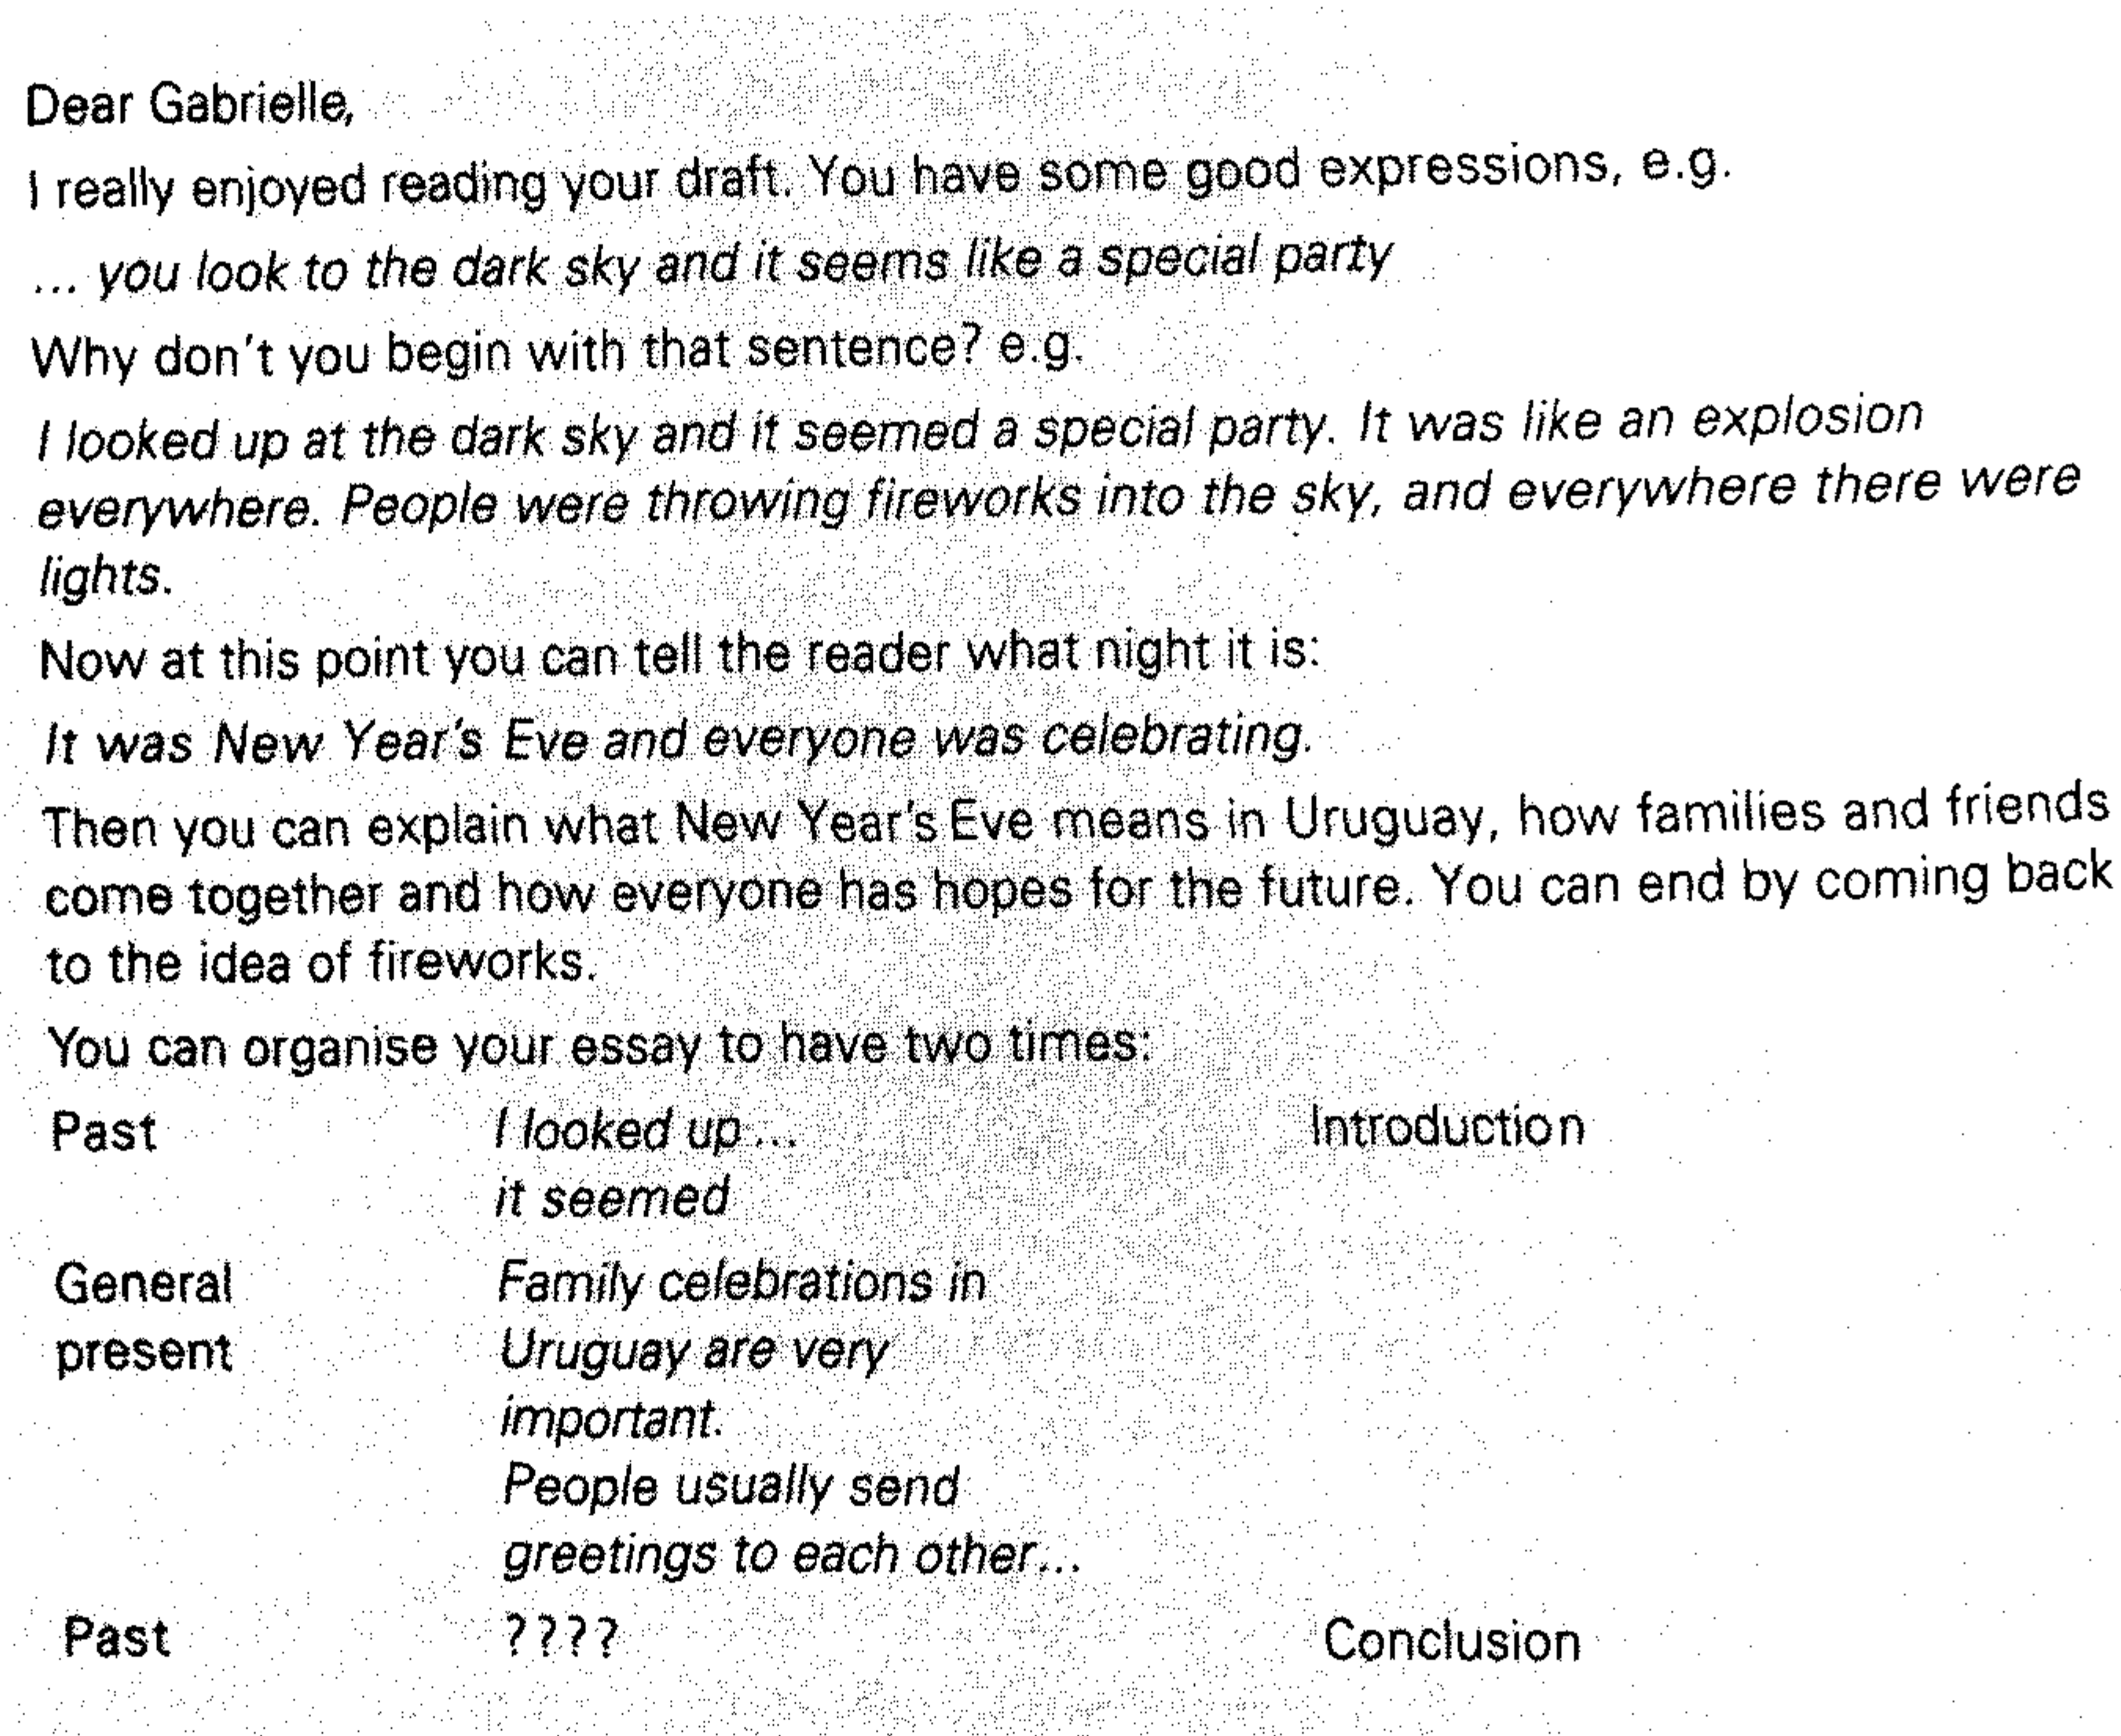 Dear Gabrielle,
I really enjoyed reading your draft. You have some good expressions, e.g.
... you look to the dark sky and it seems like a special party
Why don't you begin with that sentence? e.g.
I looked up at the dark sky and it seemed a special party. It was like an explosion
everywhere. People were throwing fireworks into the sky, and everywhere there were
lights.
Now at this point you can tell the reader what night it is:
It was New Year's Eve and everyone was celebrating.
Then you can explain what New Year's Eve means in Uruguay, how families and friends
come together and how everyone has hopes for the future. You can end by coming back
to the idea of fireworks.
You can organise your essay to have two times:
Past I looked up ... Introduction
it seemed
General Family celebrations in
present Uruguay are very
important.
People usually send
greetings to each other...
Past ???? Conclusion